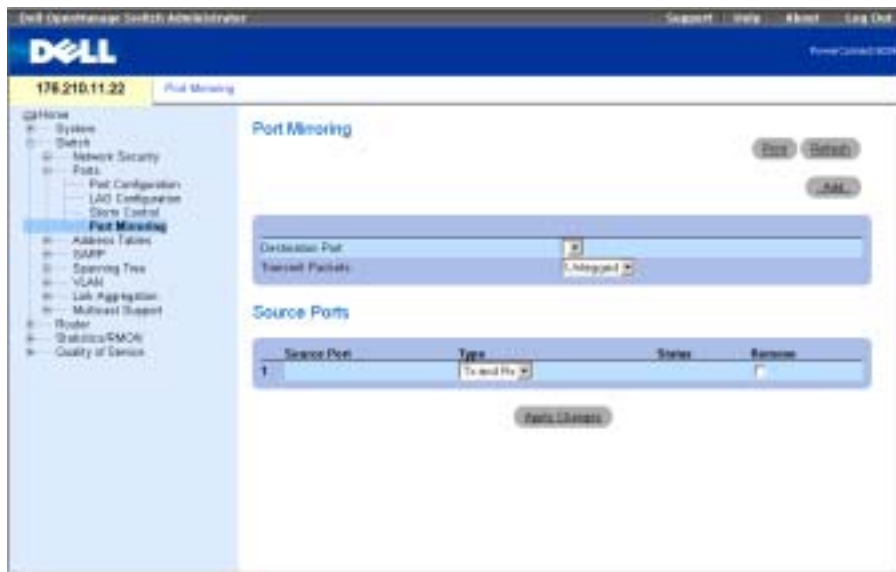 Dell OpenManage Switch Administrator
Support Help About Log Out
DELL
PowerConnect
176.210.11.22 Port Mirroring
Home
System
Switch
Network Security
Ports
Port Configuration
LAG Configuration
Storm Control
Port Mirroring
Address Tables
GARP
Spanning Tree
VLAN
Link Aggregation
Multicast Support
Router
Statistics/RMON
Quality of Service
Port Mirroring
Print Refresh
Add
Destination Port
Transmit Packets Untagged
Source Ports
Source Port Type Status Remove
1 Tx and Rx
Apply Changes